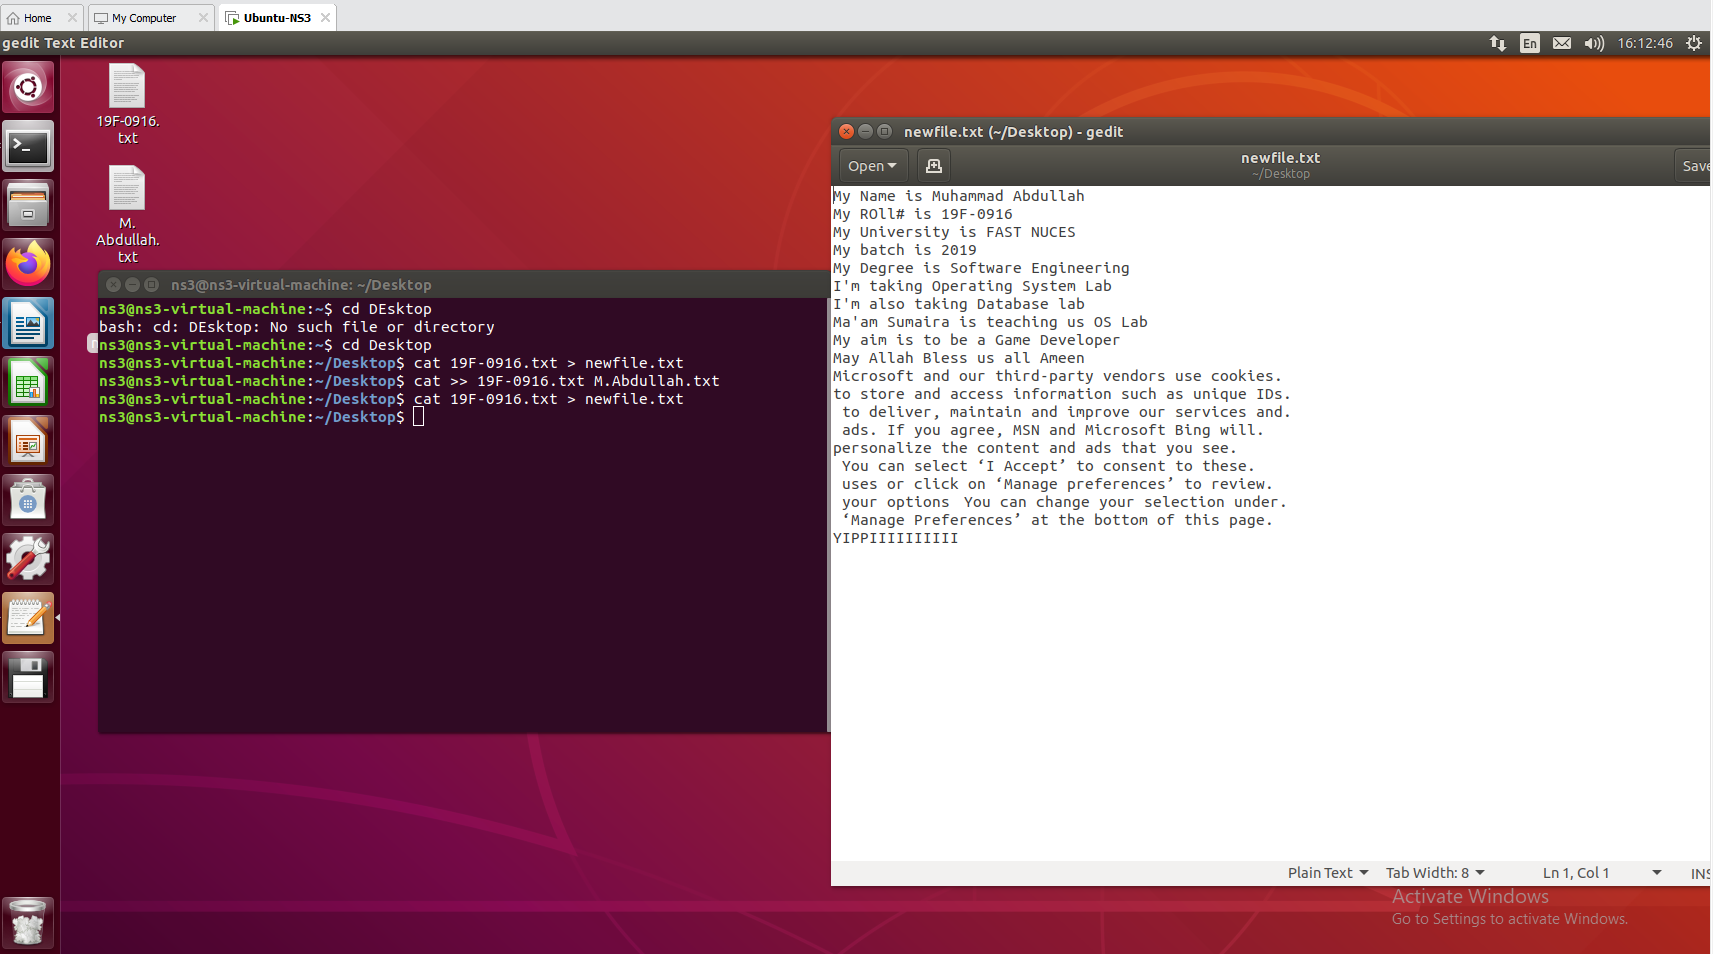 Home
My Computer
Ubuntu-NS3
gedit Text Editor
En
16:12:46
19F-0916.
txt
M.
Abdullah.
txt
ns3@ns3-virtual-machine: ~/Desktop
ns3@ns3-virtual-machine:~$ cd DEsktop
bash: cd: DEsktop: No such file or directory
ns3@ns3-virtual-machine:~$ cd Desktop
ns3@ns3-virtual-machine:~/Desktop$ cat 19F-0916.txt > newfile.txt
ns3@ns3-virtual-machine:~/Desktop$ cat >> 19F-0916.txt M.Abdullah.txt
ns3@ns3-virtual-machine:~/Desktop$ cat 19F-0916.txt > newfile.txt
ns3@ns3-virtual-machine:~/Desktop$
newfile.txt (~/Desktop) - gedit
Open
newfile.txt
~/Desktop
Save
My Name is Muhammad Abdullah
My ROll# is 19F-0916
My University is FAST NUCES
My batch is 2019
My Degree is Software Engineering
I'm taking Operating System Lab
I'm also taking Database lab
Ma'am Sumaira is teaching us OS Lab
My aim is to be a Game Developer
May Allah Bless us all Ameen
Microsoft and our third-party vendors use cookies.
to store and access information such as unique IDs.
to deliver, maintain and improve our services and.
ads. If you agree, MSN and Microsoft Bing will.
personalize the content and ads that you see.
You can select ‘I Accept’ to consent to these.
uses or click on ‘Manage preferences’ to review.
your options  You can change your selection under.
‘Manage Preferences’ at the bottom of this page.
YIPPIIIIIIIIII
Plain Text
Tab Width: 8
Ln 1, Col 1
INS
Activate Windows
Go to Settings to activate Windows.